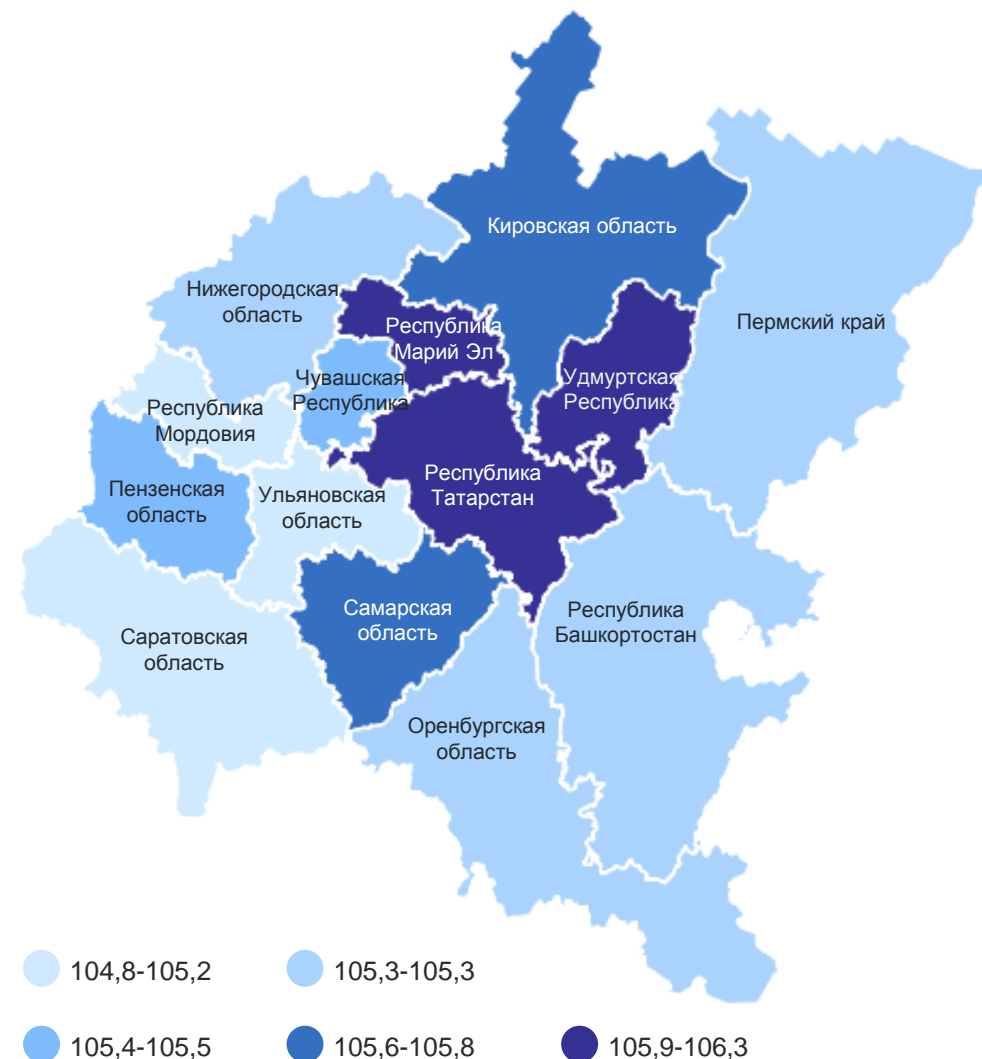 Кировская область
Нижегородская
область
Пермский край
Республика
Марий Эл
Чувашская
Республика
Удмуртская
Республика
Республика
Мордовия
Республика
Татарстан
Пензенская
область
Ульяновская
область
Самарская
область
Республика
Башкортостан
Саратовская
область
Оренбургская
область
104,8-105,2
105,3-105,3
105,4-105,5
105,6-105,8
105,9-106,3